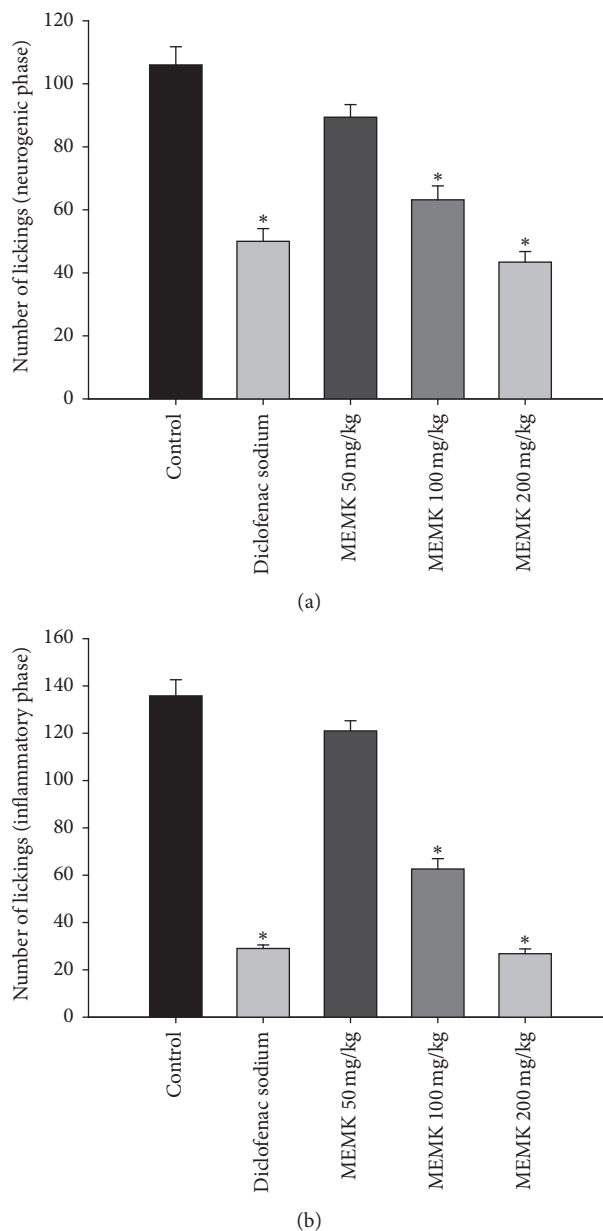 120
100
80
60
40
20
0
Number of lickings (neurogenic phase)
*
*
*
Control
Diclofenac sodium
MEMK 50 mg/kg
MEMK 100 mg/kg
MEMK 200 mg/kg
(a)
160
140
120
100
80
60
40
20
0
Number of lickings (inflammatory phase)
*
*
*
Control
Diclofenac sodium
MEMK 50 mg/kg
MEMK 100 mg/kg
MEMK 200 mg/kg
(b)